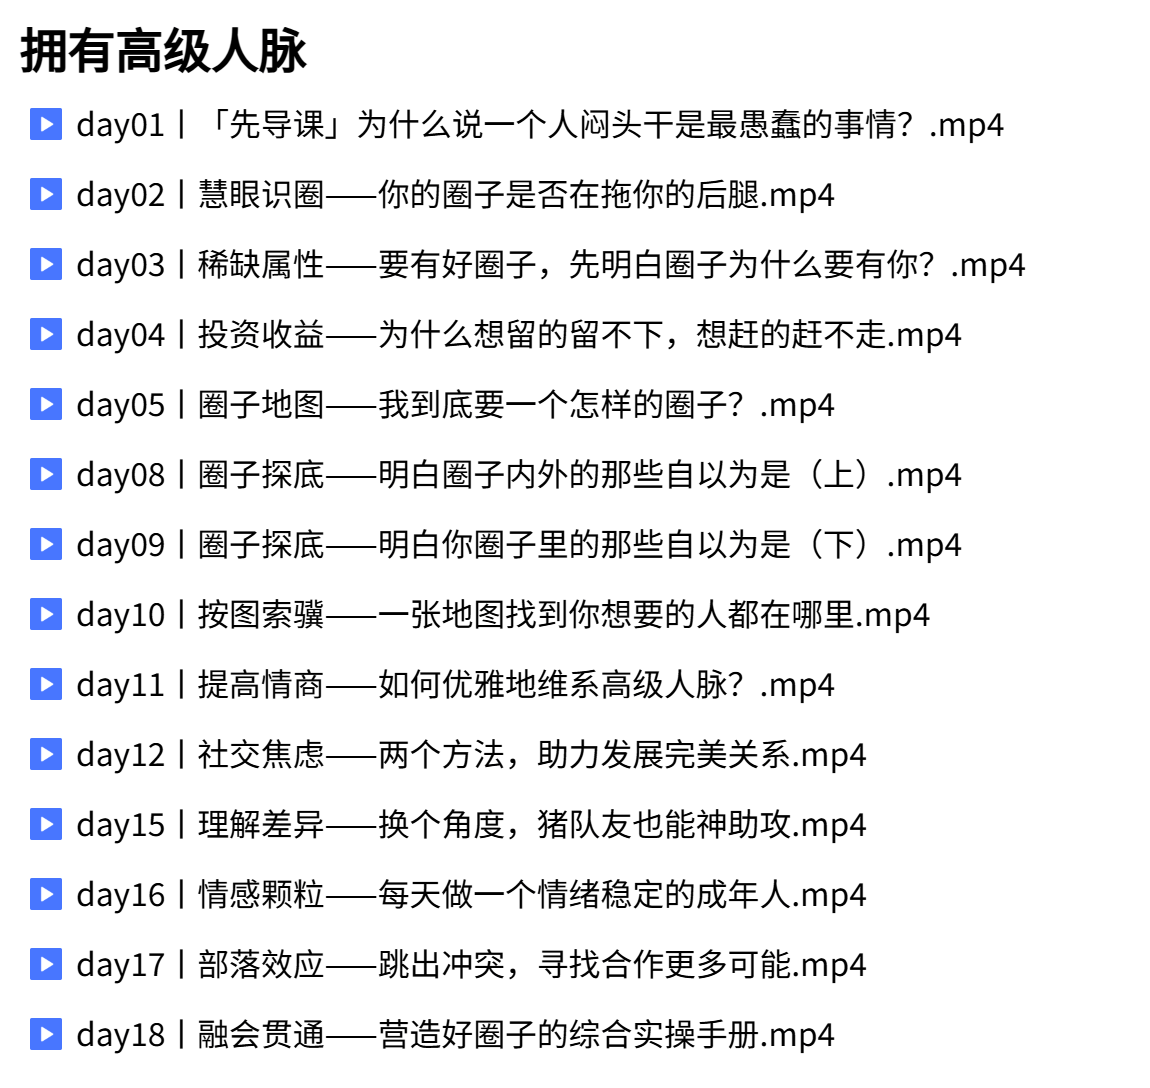 拥有高级人脉
day01丨「先导课」为什么说一个人闷头干是最愚蠢的事情？.mp4
day02丨慧眼识圈——你的圈子是否在拖你的后腿.mp4
day03丨稀缺属性——要有好圈子，先明白圈子为什么要有你？.mp4
day04丨投资收益——为什么想留的留不下，想赶的赶不走.mp4
day05丨圈子地图——我到底要一个怎样的圈子？.mp4
day08丨圈子探底——明白圈子内外的那些自以为是（上）.mp4
day09丨圈子探底——明白你圈子里的那些自以为是（下）.mp4
day10丨按图索骥——一张地图找到你想要的人都在哪里.mp4
day11丨提高情商——如何优雅地维系高级人脉？.mp4
day12丨社交焦虑——两个方法，助力发展完美关系.mp4
day15丨理解差异——换个角度，猪队友也能神助攻.mp4
day16丨情感颗粒——每天做一个情绪稳定的成年人.mp4
day17丨部落效应——跳出冲突，寻找合作更多可能.mp4
day18丨融会贯通——营造好圈子的综合实操手册.mp4